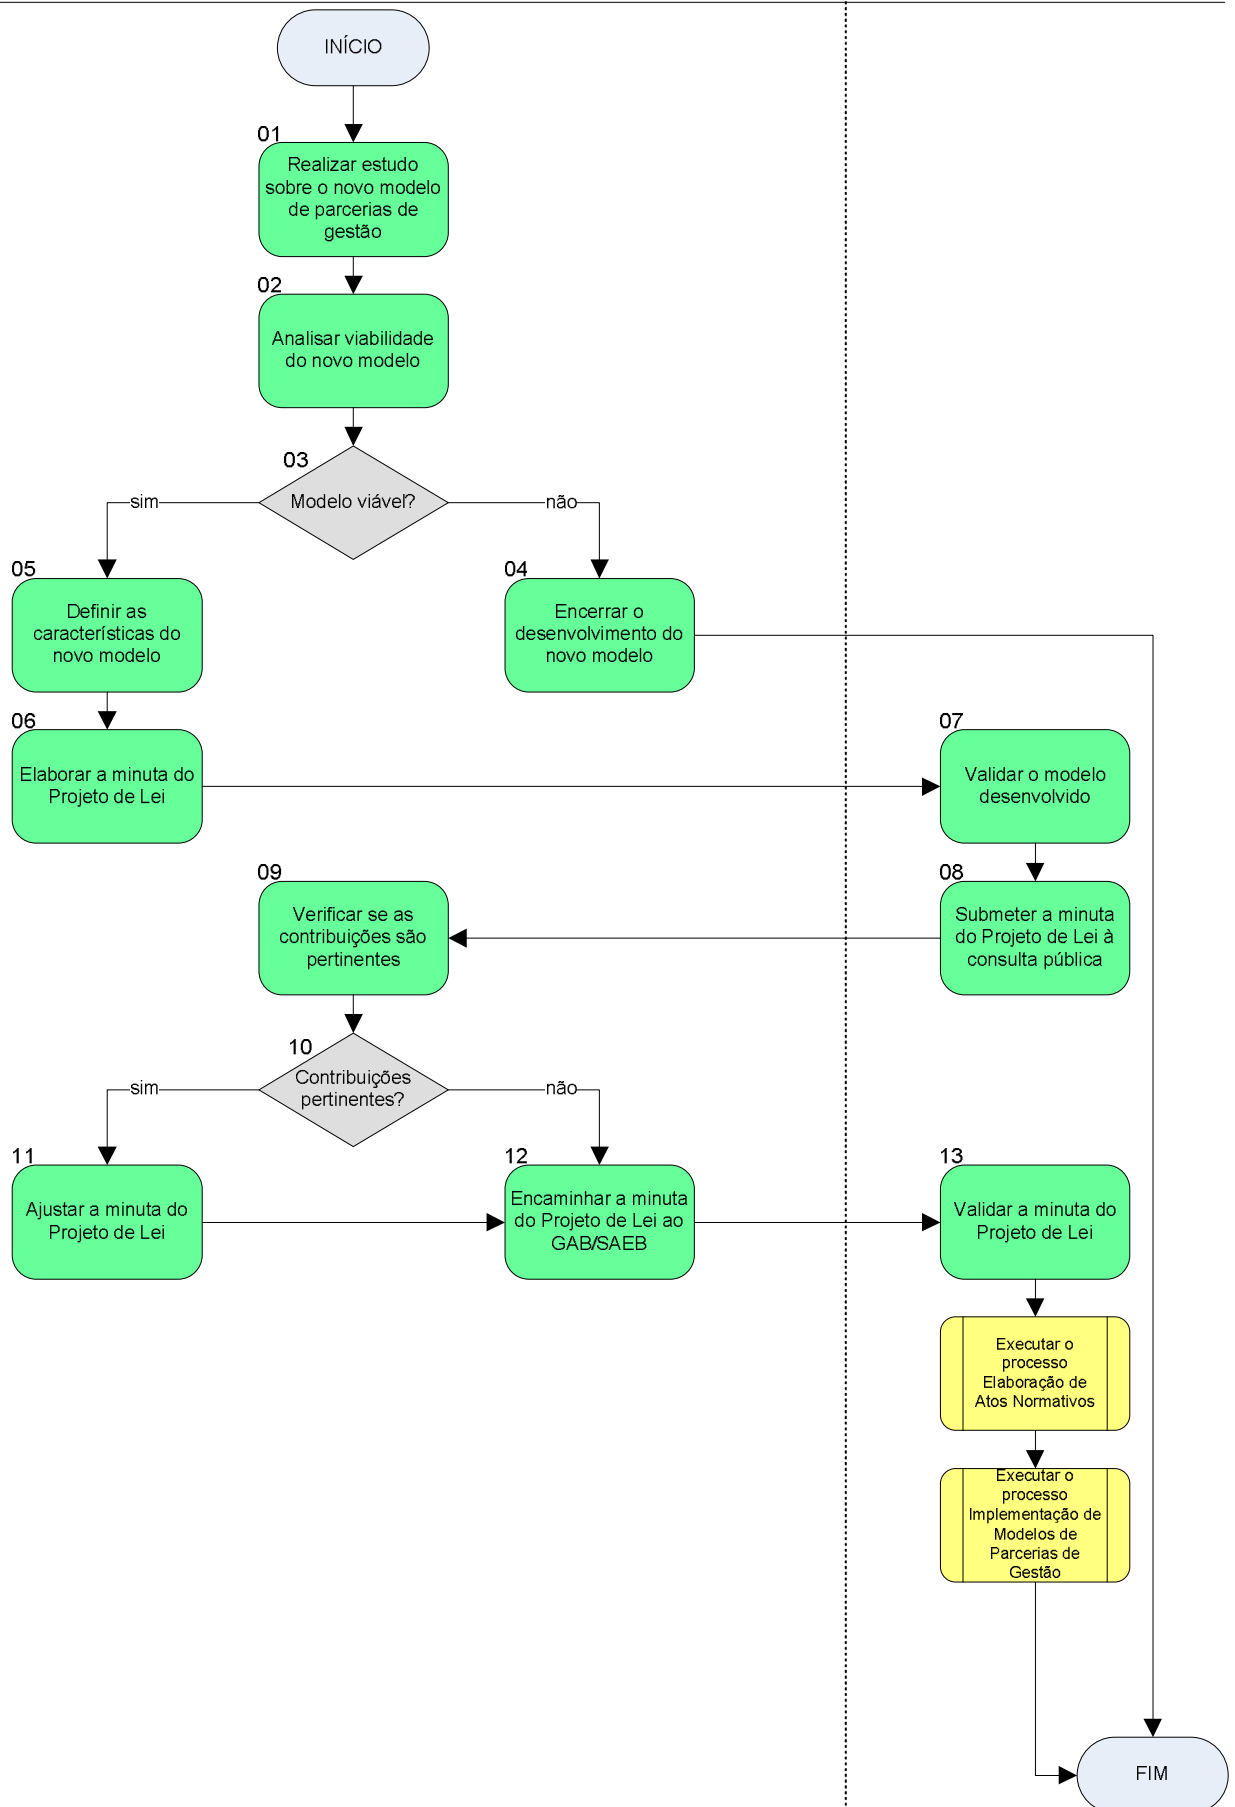 INÍCIO
01
Realizar estudo
sobre o novo modelo
de parcerias de
gestão
02
Analisar viabilidade
do novo modelo
03
Modelo viável?
sim
não
05
Definir as
características do
novo modelo
04
Encerrar o
desenvolvimento do
novo modelo
06
Elaborar a minuta do
Projeto de Lei
07
Validar o modelo
desenvolvido
08
Submeter a minuta
do Projeto de Lei à
consulta pública
09
Verificar se as
contribuições são
pertinentes
10
Contribuições
pertinentes?
sim
não
11
Ajustar a minuta do
Projeto de Lei
12
Encaminhar a minuta
do Projeto de Lei ao
GAB/SAEB
13
Validar a minuta do
Projeto de Lei
Executar o
processo
Elaboração de
Atos Normativos
Executar o
processo
Implementação de
Modelos de
Parcerias de
Gestão
FIM